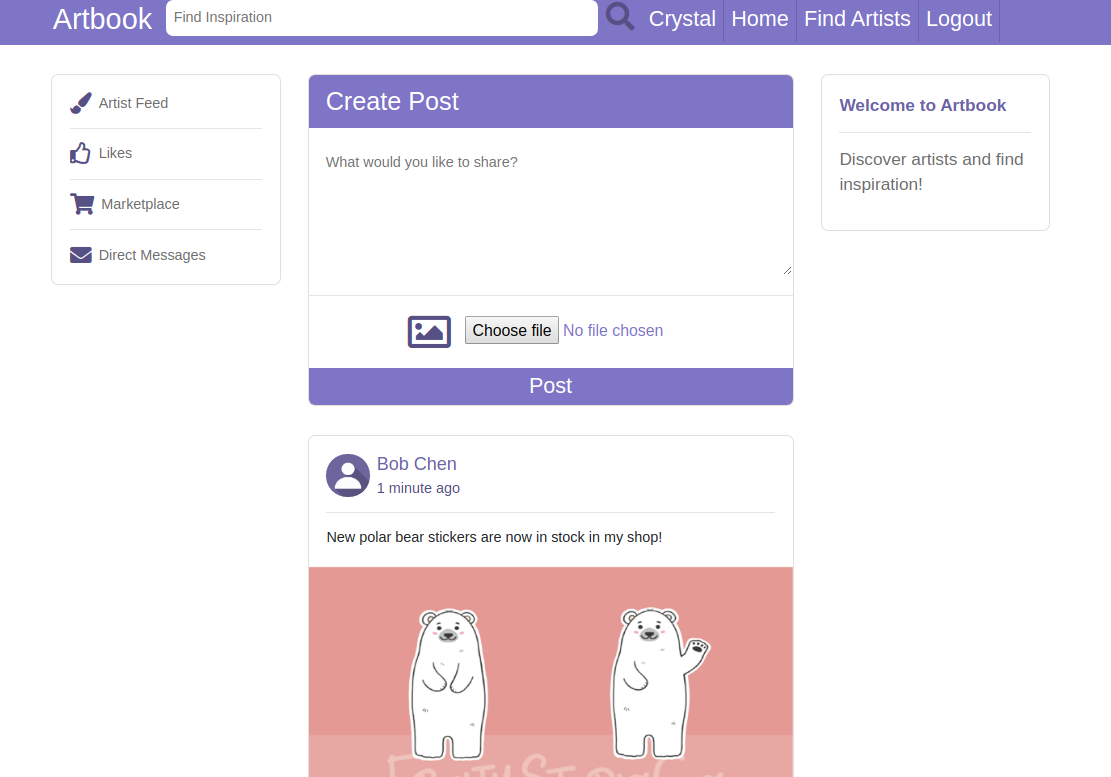 Artbook
Find Inspiration
Crystal
Home
Find Artists
Logout
Artist Feed
Likes
Marketplace
Direct Messages
Create Post
What would you like to share?
Choose file No file chosen
Post
Welcome to Artbook
Discover artists and find
inspiration!
Bob Chen
1 minute ago
New polar bear stickers are now in stock in my shop!